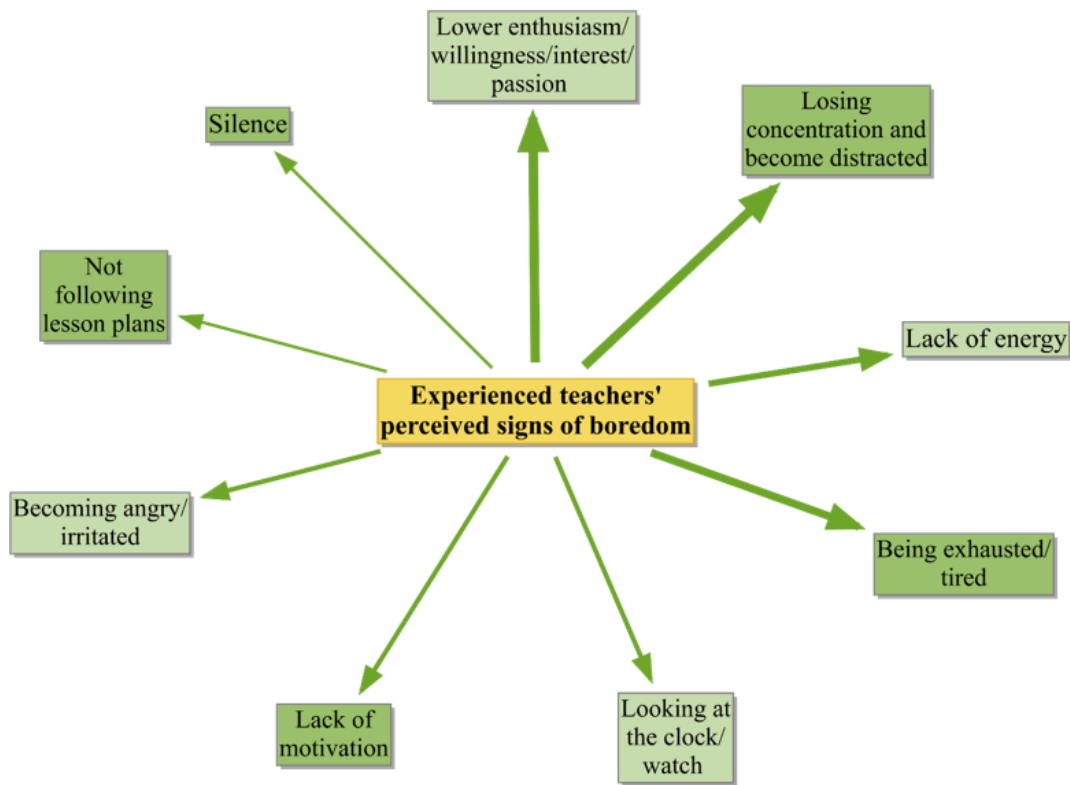 Lower enthusiasm/
willingness/interest/
passion
Losing
concentration and
become distracted
Silence
Not
following
lesson plans
Lack of energy
Experienced teachers'
perceived signs of boredom
Becoming angry/
irritated
Being exhausted/
tired
Lack of
motivation
Looking at
the clock/
watch